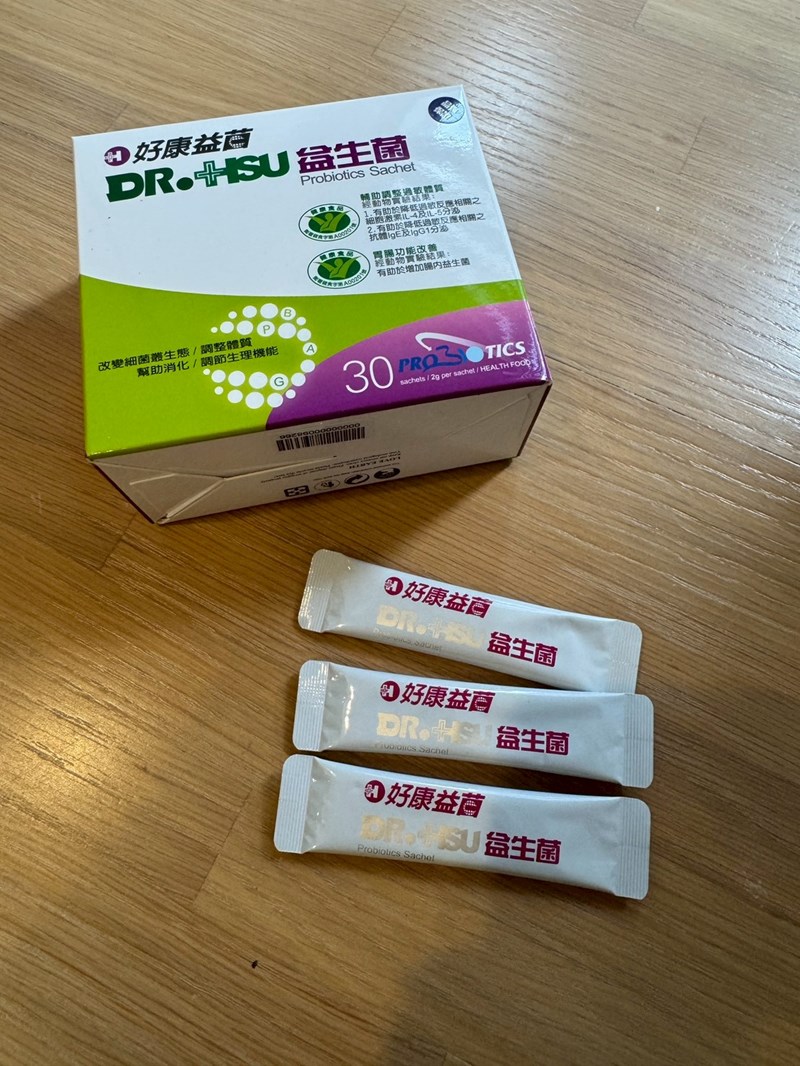 好康益菌
DR.HSU 益生菌
Probiotics Sachet
輔助調整過敏體質
經動物實驗結果:
1. 有助於降低過敏反應相關之
細胞激素IL-4及IL-5分泌
2. 有助於降低過敏反應相關之
抗體IgE及IgG1分泌
健康食品
胃腸功能改善
經動物實驗結果:
有助於增加腸內益生菌
健康食品
改變細菌叢生態 / 調整體質
幫助消化 / 調節生理機能
B
P
A
G
30
PRO3YOTICS
sachets / 2g per sachet / HEALTH FOOD
LOVE EARTH
好康益菌
DR.HSU 益生菌
好康益菌
DR.HSU 益生菌
Probiotics Sachet
好康益菌
DR.HSU 益生菌
Probiotics Sachet